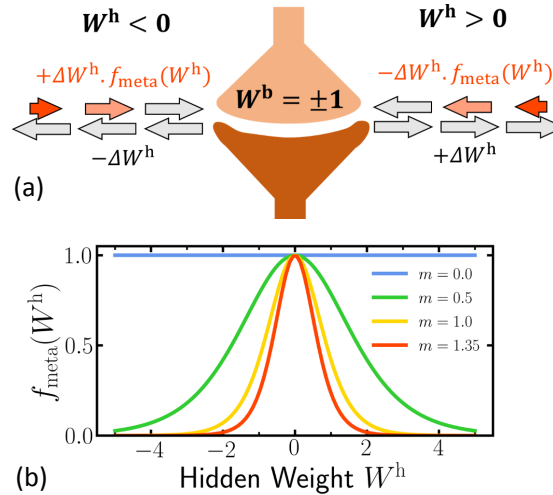 W^h < 0
W^h > 0
+ΔW^h.f_meta(W^h)
-ΔW^h.f_meta(W^h)
W^b = ±1
-ΔW^h
+ΔW^h
(a)
1.0
0.5
0.0
f_meta(W^h)
m = 0.0
m = 0.5
m = 1.0
m = 1.35
−4 −2 0 2 4
(b)
Hidden Weight W^h